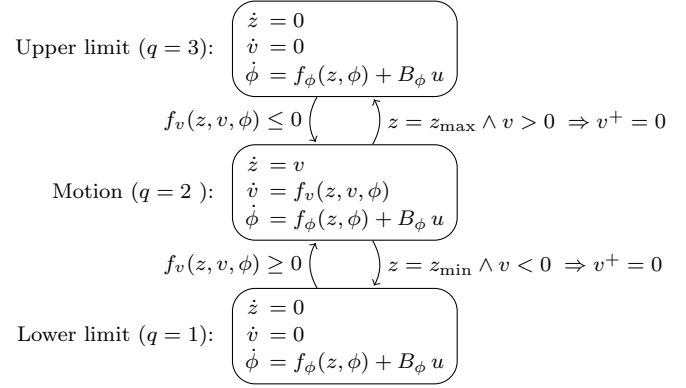 ż = 0
Upper limit (q = 3): v̇ = 0
ϕ̇ = f_ϕ(z, ϕ) + B_ϕ u
f_v(z, v, ϕ) ≤ 0 z = z_max ∧ v > 0 ⇒ v⁺ = 0
ż = v
Motion (q = 2 ): v̇ = f_v(z, v, ϕ)
ϕ̇ = f_ϕ(z, ϕ) + B_ϕ u
f_v(z, v, ϕ) ≥ 0 z = z_min ∧ v < 0 ⇒ v⁺ = 0
ż = 0
Lower limit (q = 1): v̇ = 0
ϕ̇ = f_ϕ(z, ϕ) + B_ϕ u